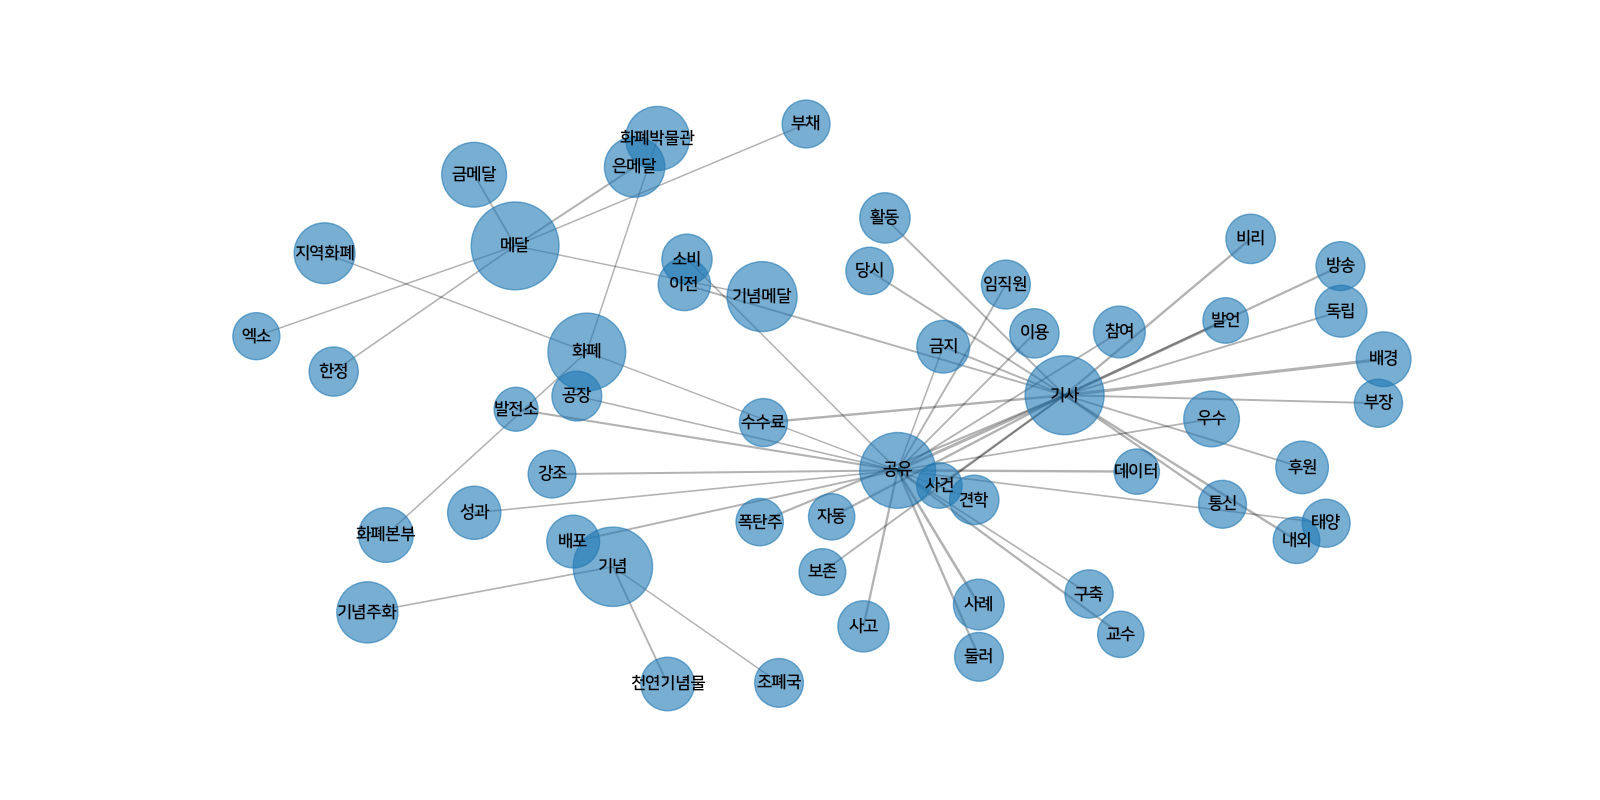 부채
화폐박물관
은메달
금메달
활동
비리
메달
지역화폐
소비
방송
당시
이전
임직원
기념메달
독립
발언
참여
이용
엑소
금지
화폐
배경
한정
공장
기사
부장
발전소
수수료
우수
후원
공유
데이터
강조
사건
견학
통신
성과
자동
폭탄주
태양
화폐본부
배포
내외
기념
보존
구축
사례
기념주화
사고
교수
둘러
천연기념물
조폐국